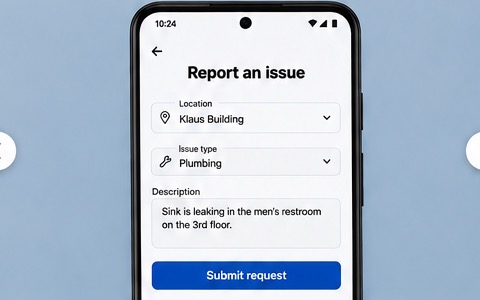 10:24
Report an issue
Location
Klaus Building
Issue type
Plumbing
Description
Sink is leaking in the men's restroom
on the 3rd floor.
Submit request